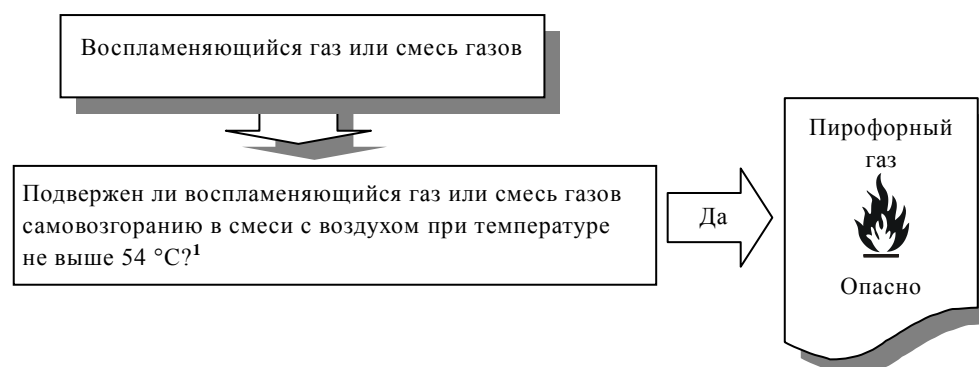 Воспламеняющийся газ или смесь газов
Подвержен ли воспламеняющийся газ или смесь газов
самовозгоранию в смеси с воздухом при температуре
не выше 54 °C?¹
Да
Пирофорный
газ
Опасно